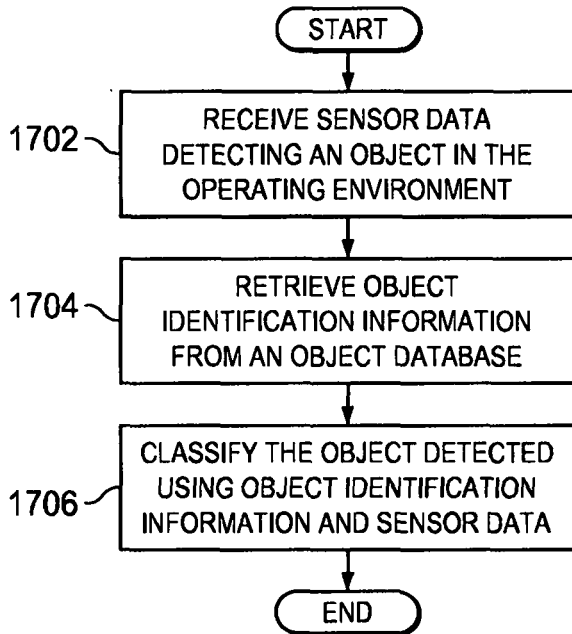 START
1702
RECEIVE SENSOR DATA
DETECTING AN OBJECT IN THE
OPERATING ENVIRONMENT
1704
RETRIEVE OBJECT
IDENTIFICATION INFORMATION
FROM AN OBJECT DATABASE
1706
CLASSIFY THE OBJECT DETECTED
USING OBJECT IDENTIFICATION
INFORMATION AND SENSOR DATA
END